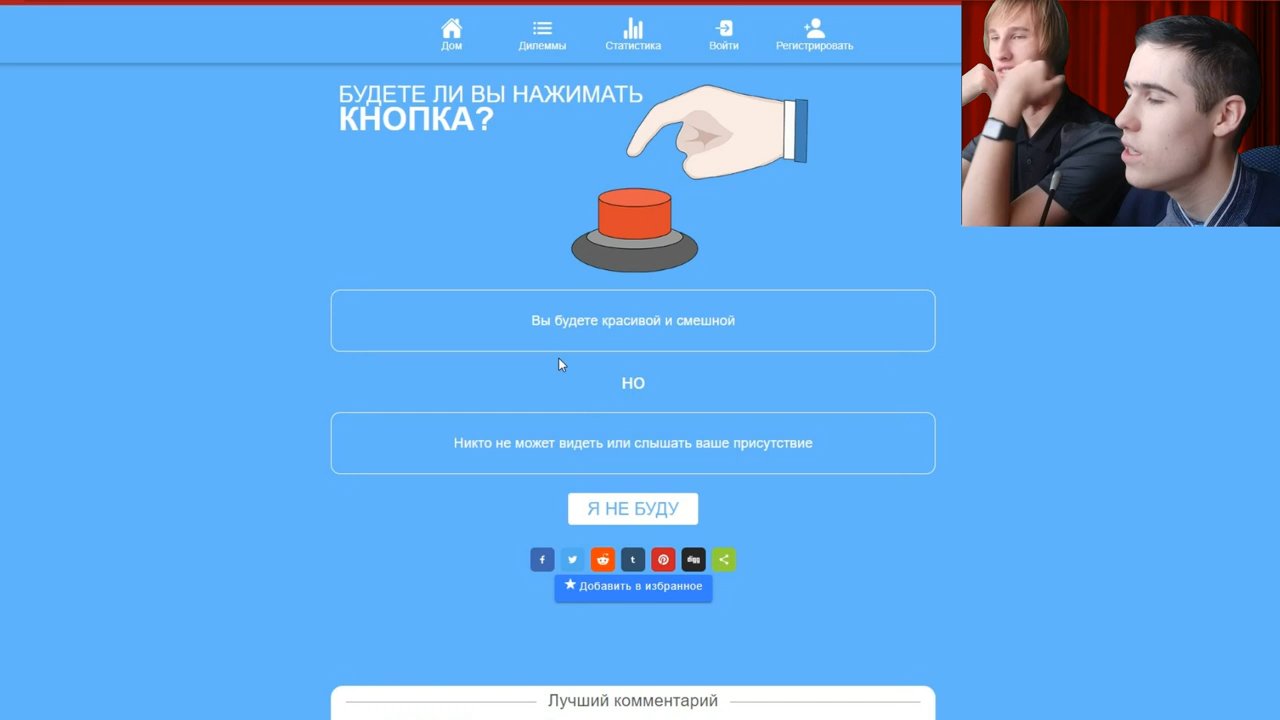 Дом
Дилеммы
Статистика
Войти
Регистрировать
БУДЕТЕ ЛИ ВЫ НАЖИМАТЬ
КНОПКА?
Вы будете красивой и смешной
НО
Никто не может видеть или слышать ваше присутствие
Я НЕ БУДУ
digg
Добавить в избранное
Лучший комментарий